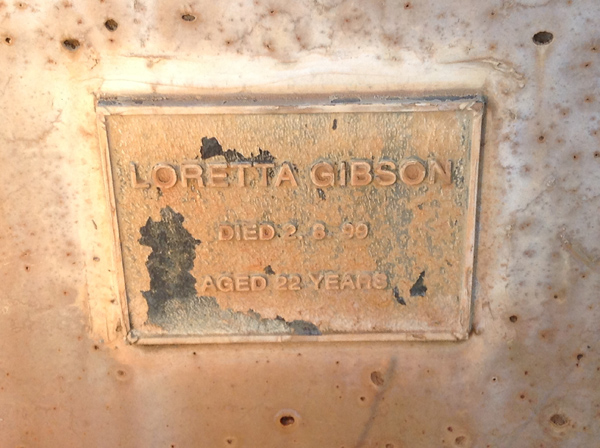 LORETTA GIBSON
DIED 2. 8. 99
AGED 22 YEARS